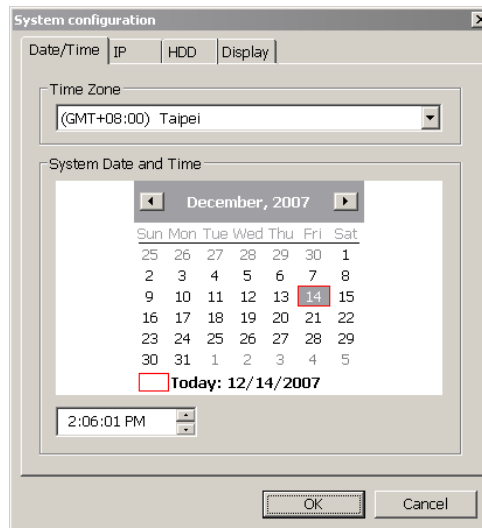 System configuration
Date/Time IP HDD Display
Time Zone
(GMT+08:00) Taipei
System Date and Time
December, 2007
Sun Mon Tue Wed Thu Fri Sat
25 26 27 28 29 30 1
2 3 4 5 6 7 8
9 10 11 12 13 14 15
16 17 18 19 20 21 22
23 24 25 26 27 28 29
30 31 1 2 3 4 5
Today: 12/14/2007
2:06:01 PM
OK Cancel